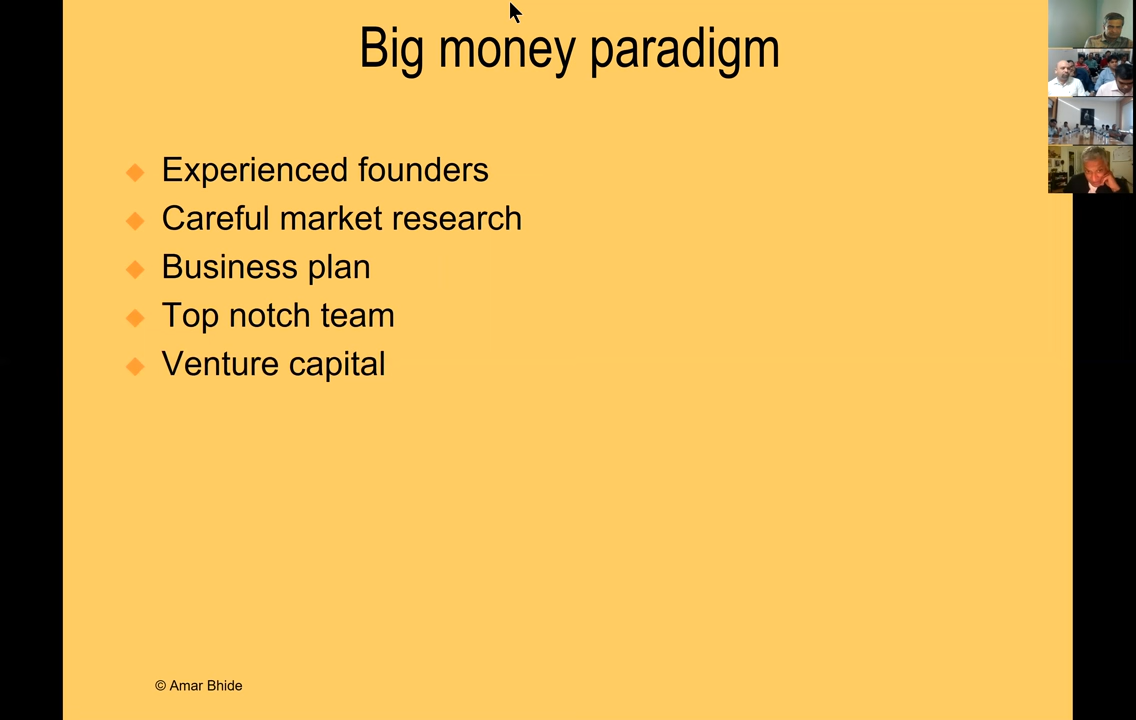 Big money paradigm
Experienced founders
Careful market research
Business plan
Top notch team
Venture capital
© Amar Bhide